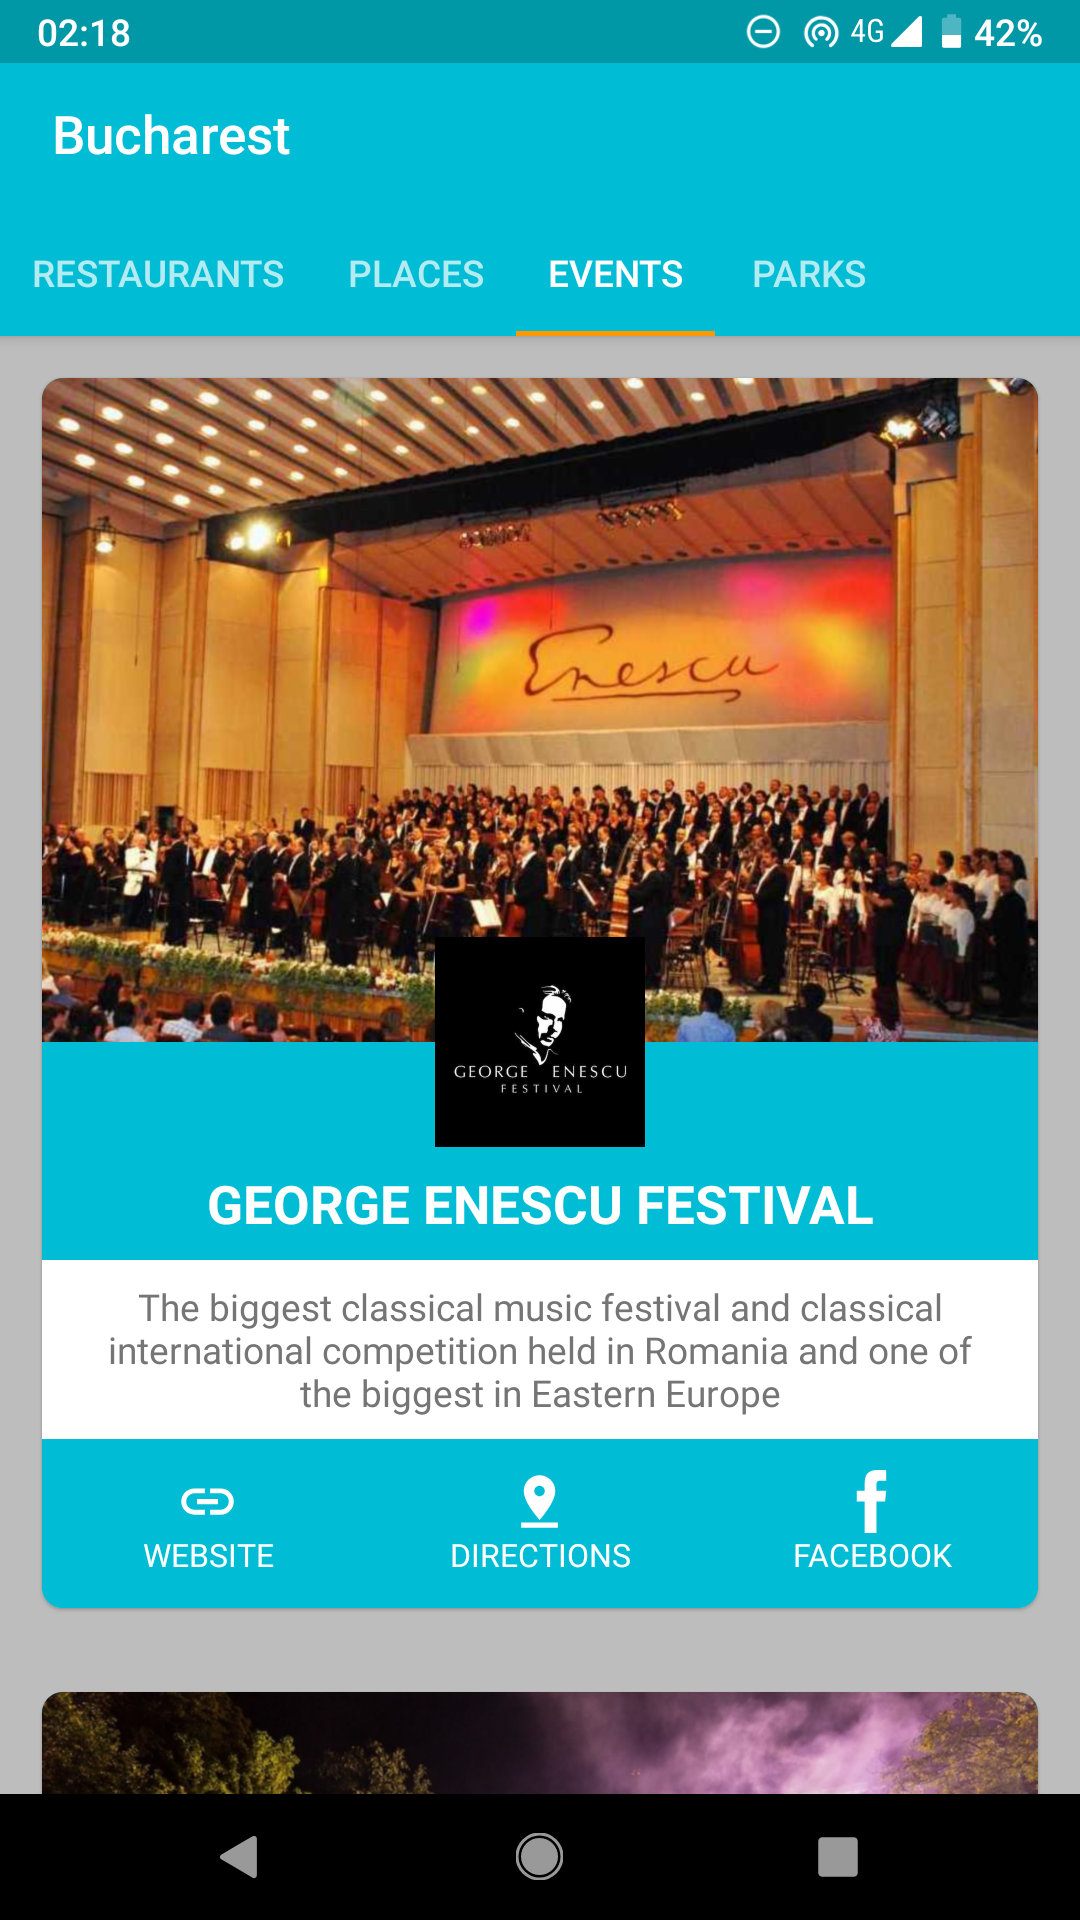 02:18
4G
42%
Bucharest
RESTAURANTS PLACES EVENTS PARKS
Enescu
GEORGE ENESCU
FESTIVAL
GEORGE ENESCU FESTIVAL
The biggest classical music festival and classical
international competition held in Romania and one of
the biggest in Eastern Europe
WEBSITE DIRECTIONS FACEBOOK